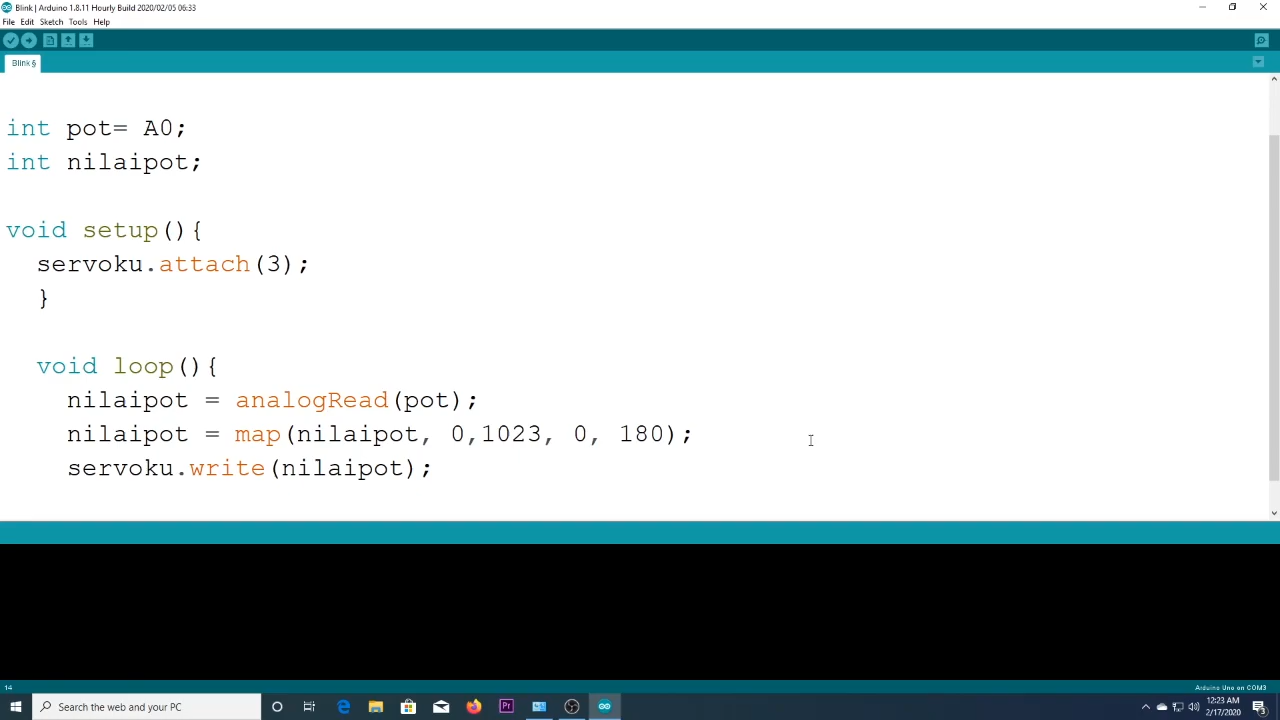 Blink | Arduino 1.8.11 Hourly Build 2020/02/05 06:33
File Edit Sketch Tools Help
Blink §
int pot= A0;
int nilaipot;
void setup(){
servoku.attach(3);
}
void loop(){
nilaipot = analogRead(pot);
nilaipot = map(nilaipot, 0,1023, 0, 180);
servoku.write(nilaipot);
14
Arduino Uno on COM3
Search the web and your PC
Pr
12:23 AM
2/17/2020
3